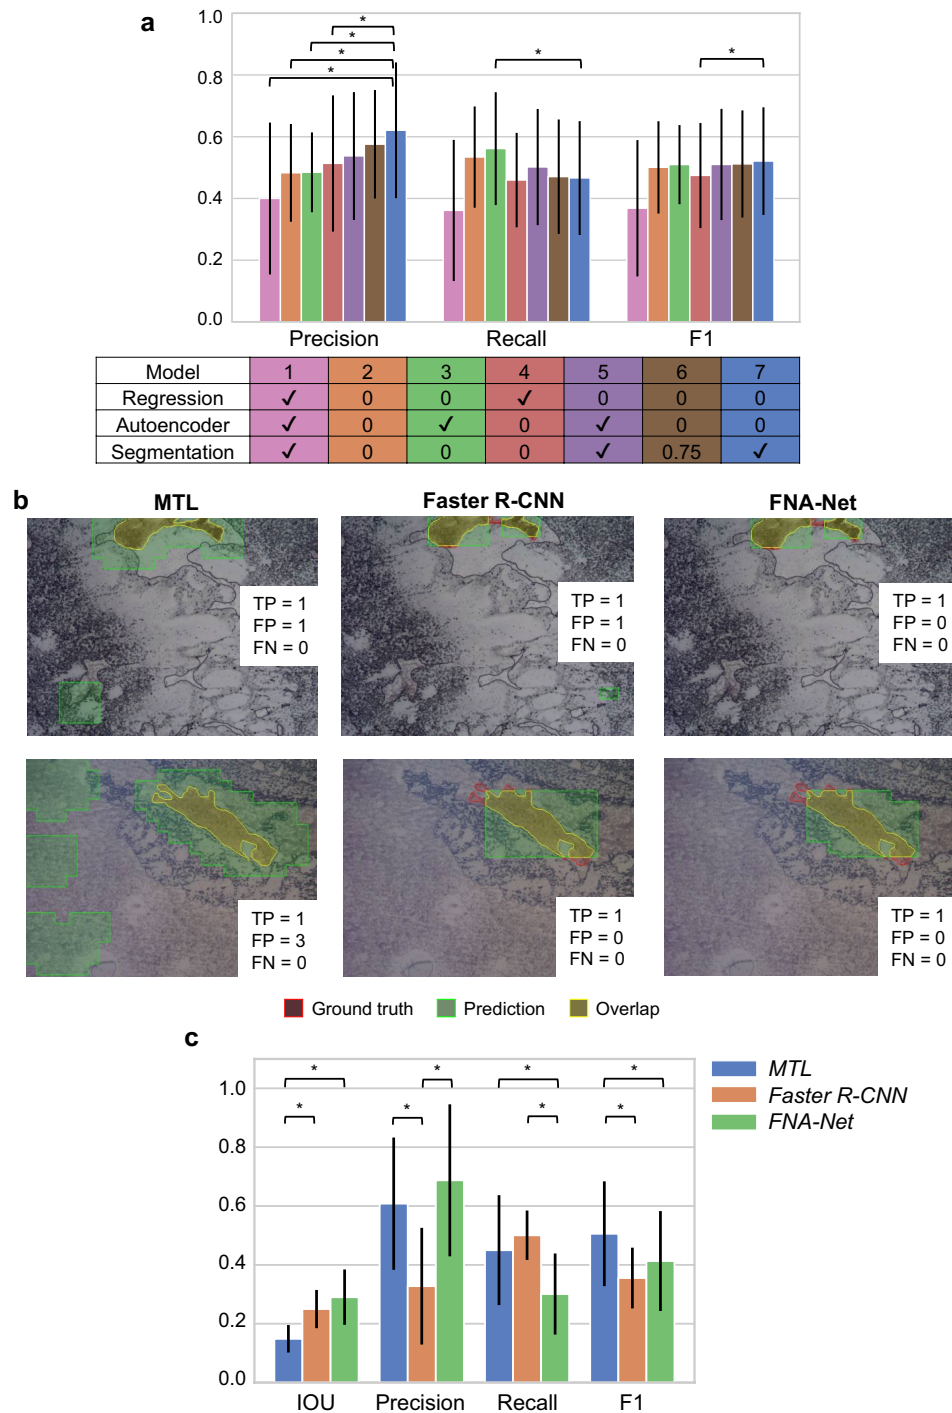 a
1.0
0.8
0.6
0.4
0.2
0.0
* * * * * *
Precision Recall F1
Model 1 2 3 4 5 6 7
Regression ✓ 0 0 ✓ 0 0 0
Autoencoder ✓ 0 ✓ 0 ✓ 0 0
Segmentation ✓ 0 0 0 ✓ 0.75 ✓
b
MTL Faster R-CNN FNA-Net
TP = 1
FP = 1
FN = 0
TP = 1
FP = 1
FN = 0
TP = 1
FP = 0
FN = 0
TP = 1
FP = 3
FN = 0
TP = 1
FP = 0
FN = 0
TP = 1
FP = 0
FN = 0
Ground truth Prediction Overlap
c
1.0
0.8
0.6
0.4
0.2
0.0
* * * *
* * * *
IOU Precision Recall F1
MTL
Faster R-CNN
FNA-Net